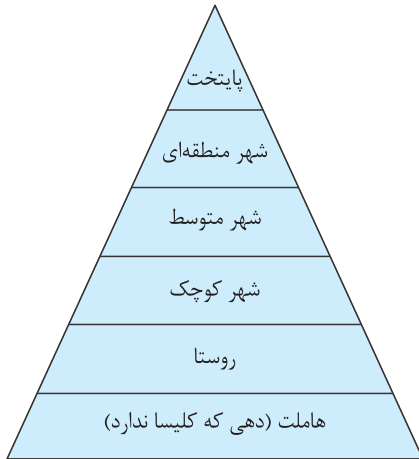 پایتخت
شهر منطقه‌ای
شهر متوسط
شهر کوچک
روستا
هاملت (دهی که کلیسا ندارد)